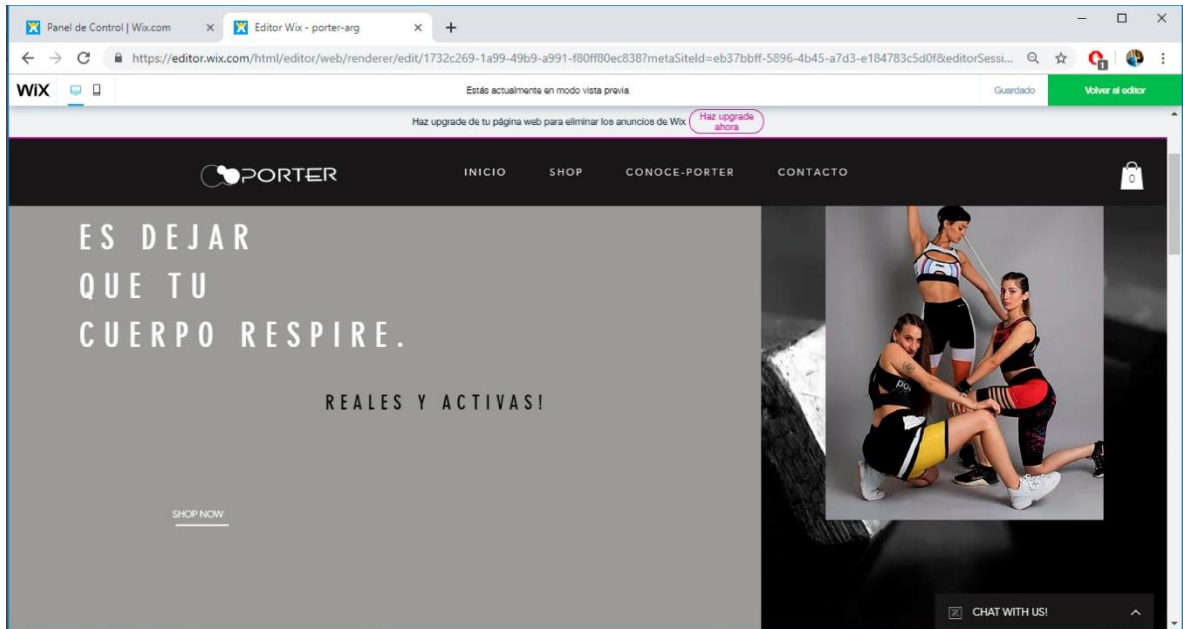 Panel de Control | Wix.com
Editor Wix - porter-arg
https://editor.wix.com/html/editor/web/renderer/edit/1732c269-1a99-49b9-a991-f80ff80ec838?metaSiteId=eb37bbff-5896-4b45-a7d3-e184783c5d0f&editorSessi...
1
WiX
Estás actualmente en modo vista previa
Guardado
Volver al editor
Haz upgrade de tu página web para eliminar los anuncios de Wix
Haz upgrade
ahora
PORTER
INICIO
SHOP
CONOCE-PORTER
CONTACTO
0
ES DEJAR
QUE TU
CUERPO RESPIRE.
REALES Y ACTIVAS!
SHOP NOW
CHAT WITH US!